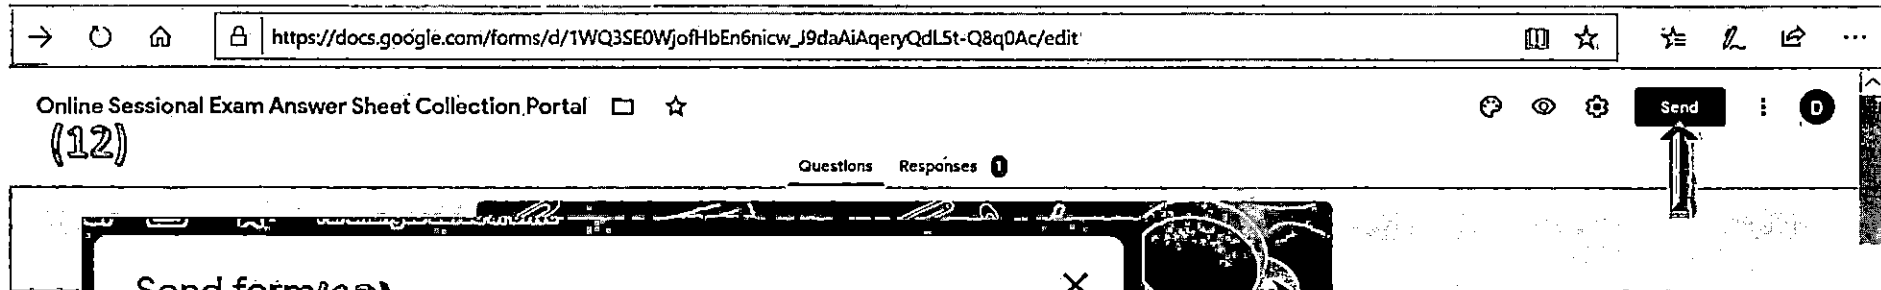 https://docs.google.com/forms/d/1WQ3SE0WjofHbEn6nicw_J9daAiAqeryQdL5t-Q8q0Ac/edit
Online Sessional Exam Answer Sheet Collection Portal
Send
D
(12)
Questions Responses 1
Send form